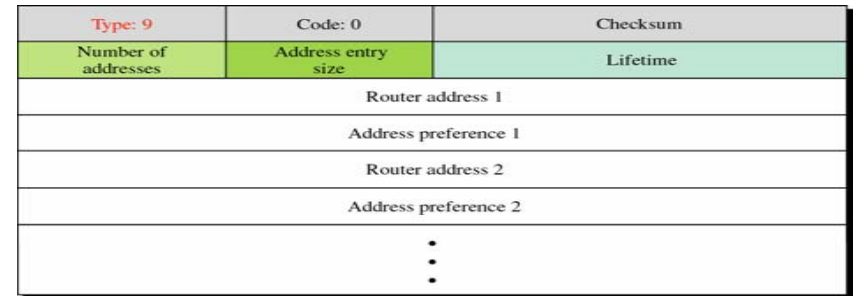 Type: 9 Code: 0 Checksum
Number of addresses Address entry size Lifetime
Router address 1
Address preference 1
Router address 2
Address preference 2